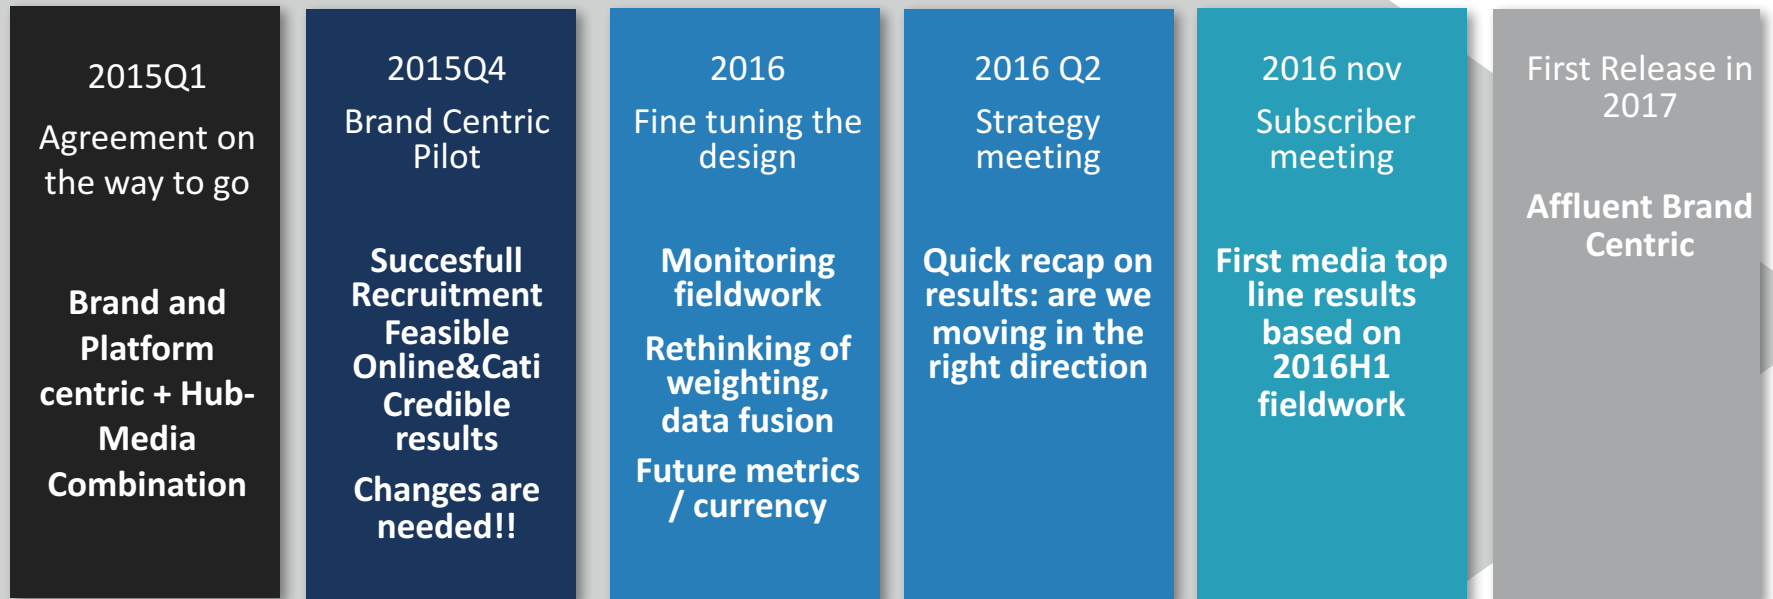 2015Q1
Agreement on
the way to go
Brand and
Platform
centric + Hub-
Media
Combination
2015Q4
Brand Centric
Pilot
Succesfull
Recruitment
Feasible
Online&Cati
Credible
results
Changes are
needed!!
2016
Fine tuning the
design
Monitoring
fieldwork
Rethinking of
weighting,
data fusion
Future metrics
/ currency
2016 Q2
Strategy
meeting
Quick recap on
results: are we
moving in the
right direction
2016 nov
Subscriber
meeting
First media top
line results
based on
2016H1
fieldwork
First Release in
2017
Affluent Brand
Centric